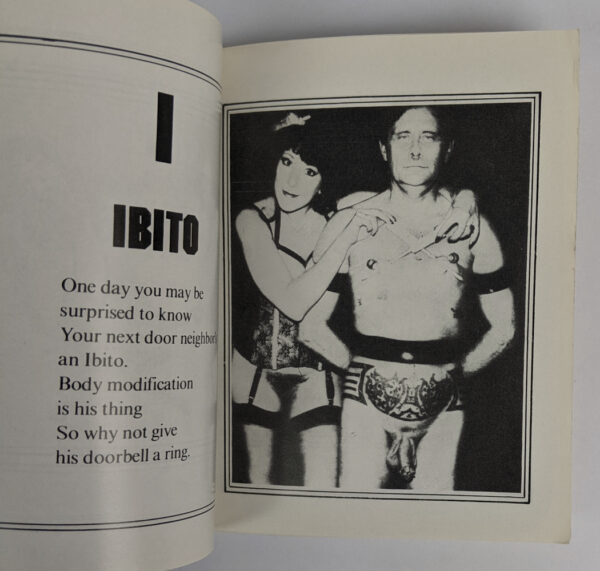 I
IBITO
One day you may be
surprised to know
Your next door neighbor's
an Ibito.
Body modification
is his thing
So why not give
his doorbell a ring.